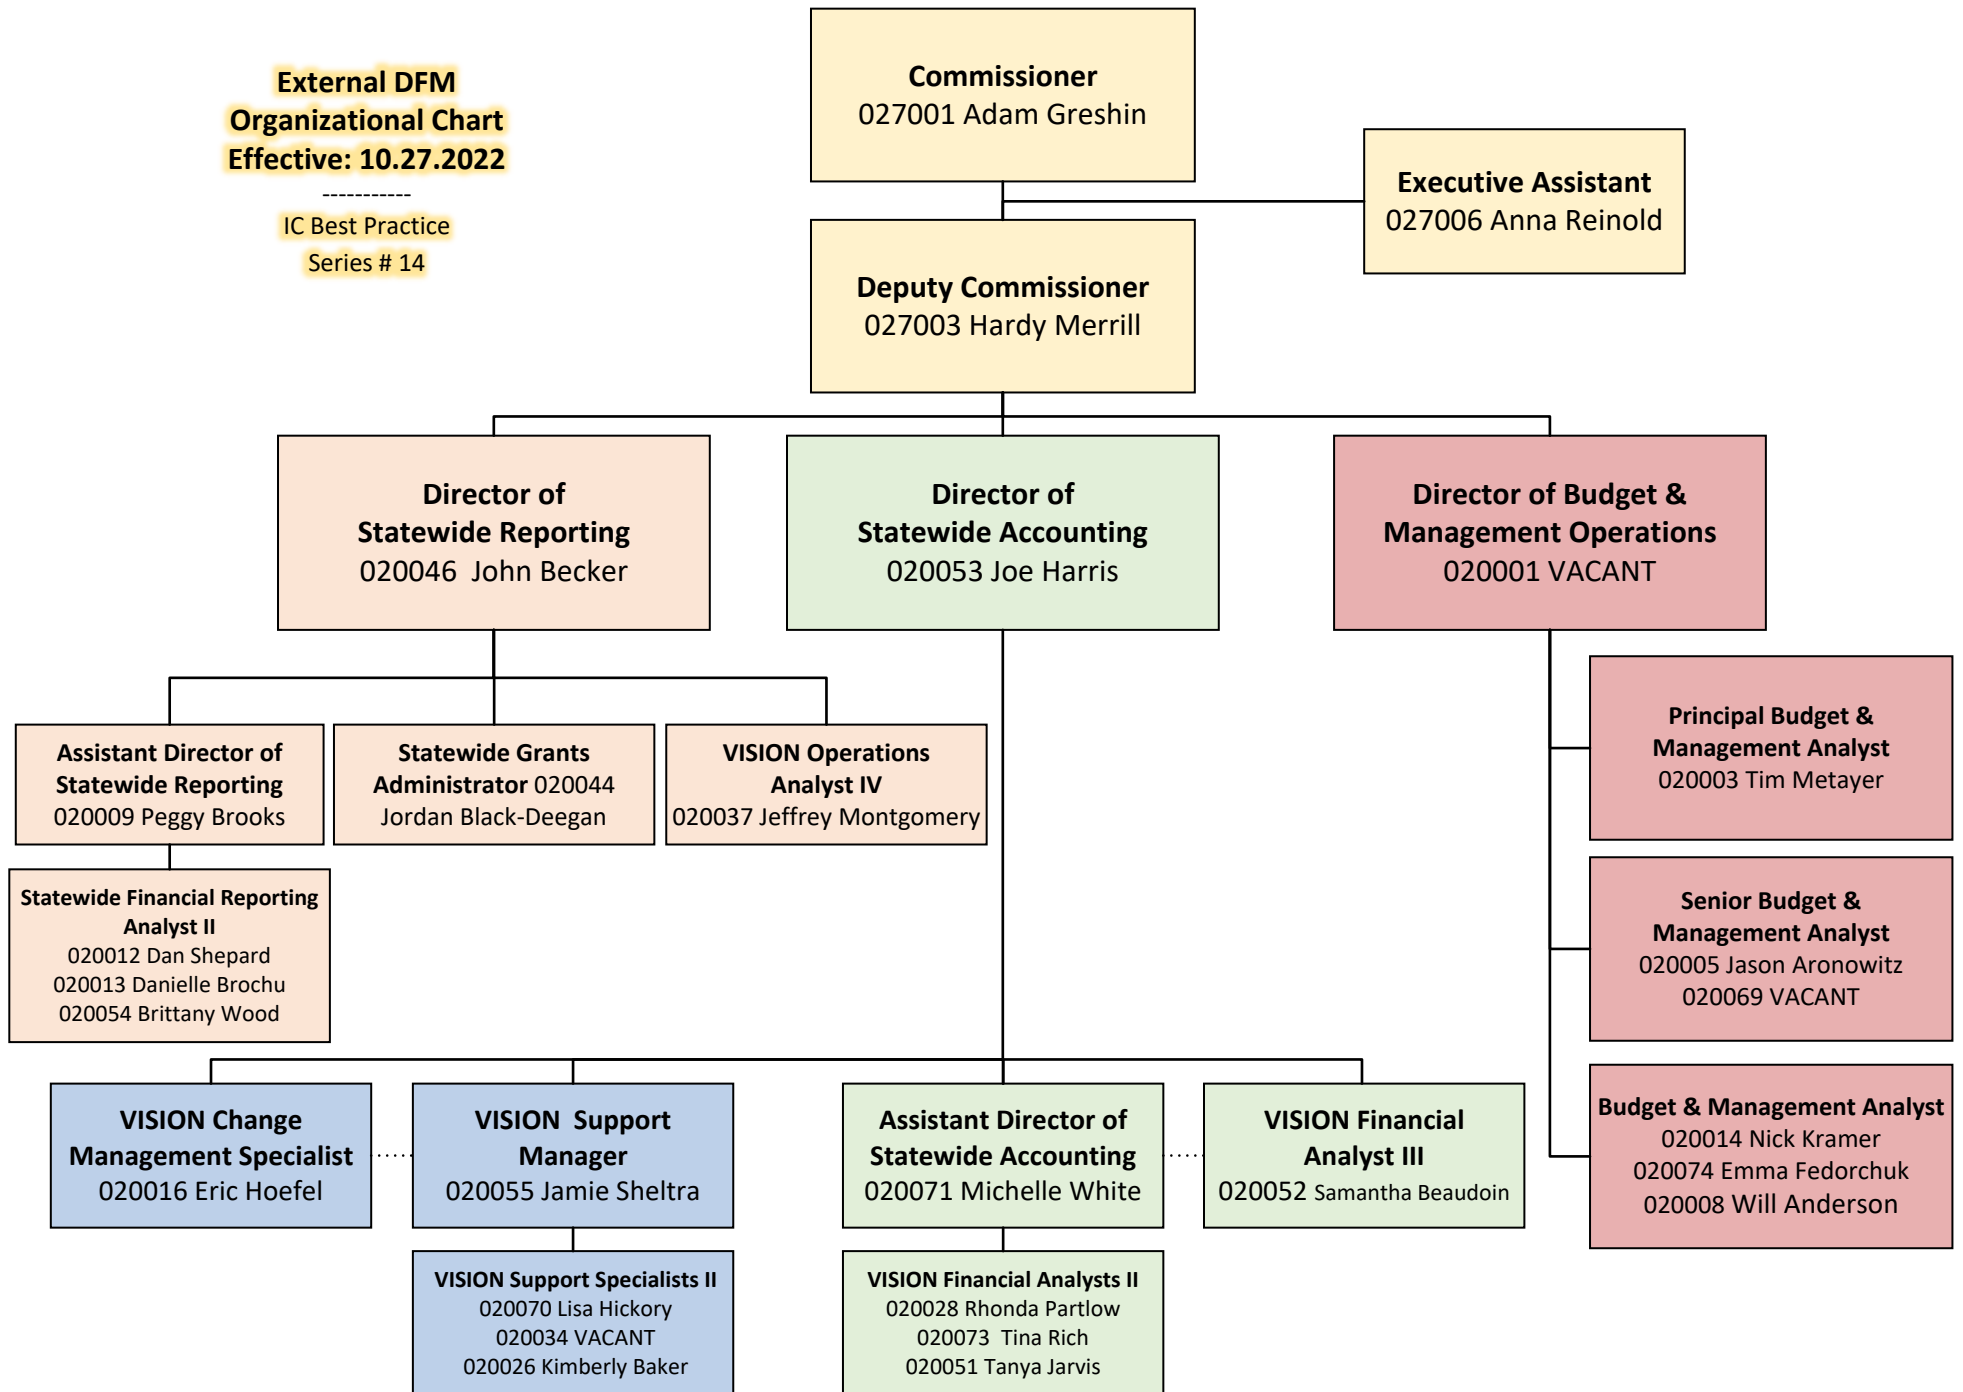 External DFM
Organizational Chart
Effective: 10.27.2022
-----------
IC Best Practice
Series # 14
Commissioner
027001 Adam Greshin
Executive Assistant
027006 Anna Reinold
Deputy Commissioner
027003 Hardy Merrill
Director of
Statewide Reporting
020046  John Becker
Director of
Statewide Accounting
020053 Joe Harris
Director of Budget &
Management Operations
020001 VACANT
Assistant Director of
Statewide Reporting
020009 Peggy Brooks
Statewide Grants
Administrator 020044
Jordan Black-Deegan
VISION Operations
Analyst IV
020037 Jeffrey Montgomery
Principal Budget &
Management Analyst
020003 Tim Metayer
Statewide Financial Reporting
Analyst II
020012 Dan Shepard
020013 Danielle Brochu
020054 Brittany Wood
Senior Budget &
Management Analyst
020005 Jason Aronowitz
020069 VACANT
VISION Change
Management Specialist
020016 Eric Hoefel
VISION  Support
Manager
020055 Jamie Sheltra
Assistant Director of
Statewide Accounting
020071 Michelle White
VISION Financial
Analyst III
020052 Samantha Beaudoin
Budget & Management Analyst
020014 Nick Kramer
020074 Emma Fedorchuk
020008 Will Anderson
VISION Support Specialists II
020070 Lisa Hickory
020034 VACANT
020026 Kimberly Baker
VISION Financial Analysts II
020028 Rhonda Partlow
020073  Tina Rich
020051 Tanya Jarvis